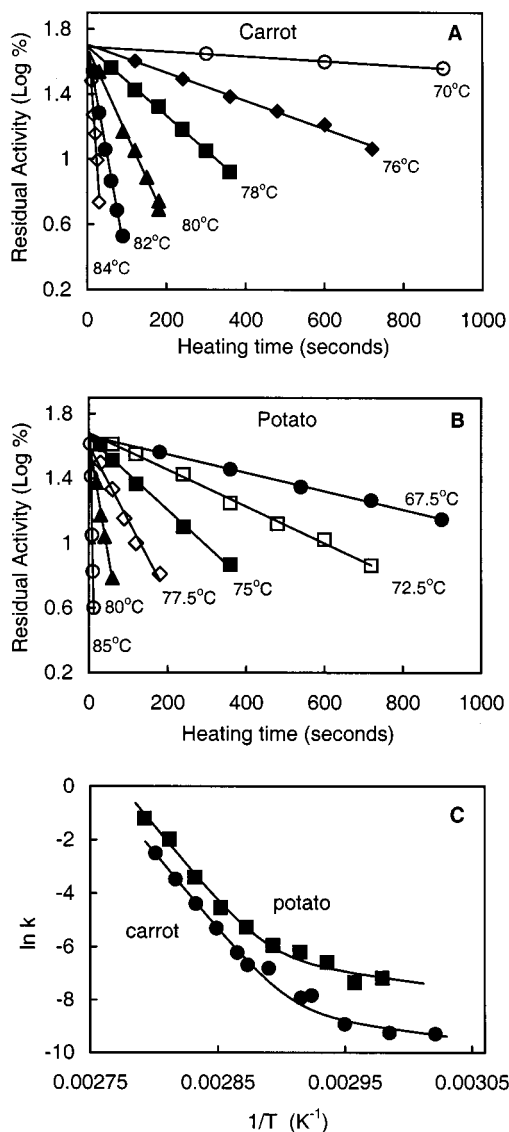 Carrot
A
1.8
1.4
1
0.6
0.2
Residual Activity (Log %)
70°C
76°C
78°C
80°C
82°C
84°C
0 200 400 600 800 1000
Heating time (seconds)
Potato
B
1.8
1.4
1
0.6
0.2
Residual Activity (Log %)
67.5°C
72.5°C
75°C
77.5°C
80°C
85°C
0 200 400 600 800 1000
Heating time (seconds)
C
0
-2
-4
-6
-8
-10
ln k
potato
carrot
0.00275 0.00285 0.00295 0.00305
1/T (K⁻¹)